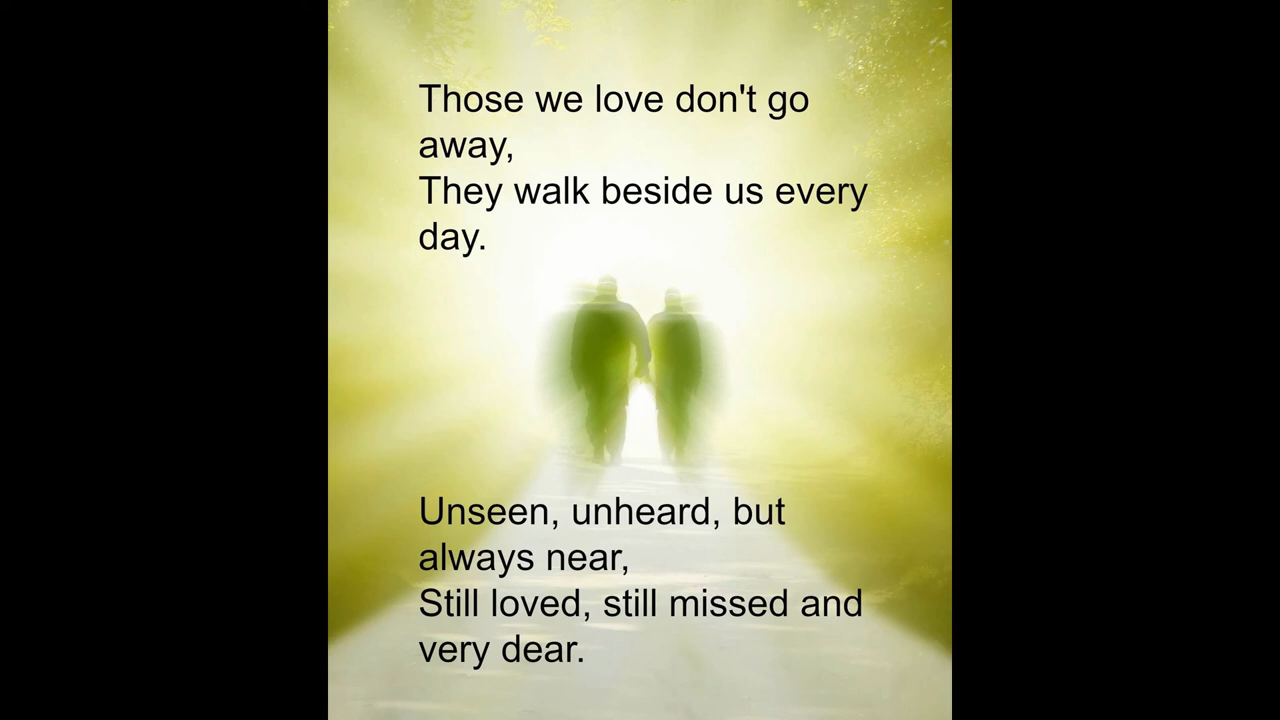 Those we love don't go
away,
They walk beside us every
day.
Unseen, unheard, but
always near,
Still loved, still missed and
very dear.